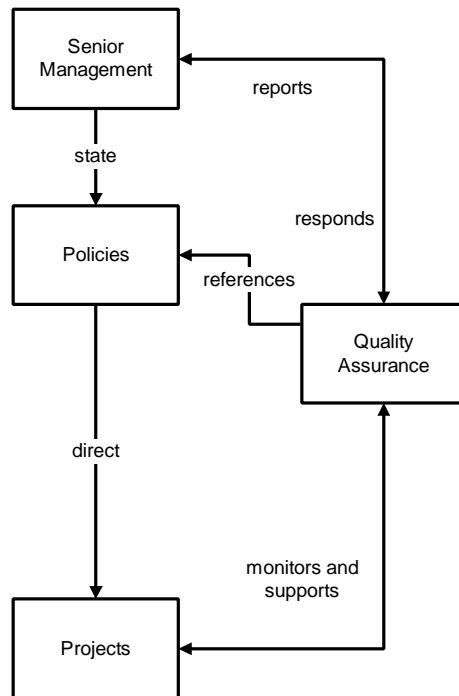 Senior
Management
reports
state
responds
Policies
references
Quality
Assurance
direct
monitors and
supports
Projects